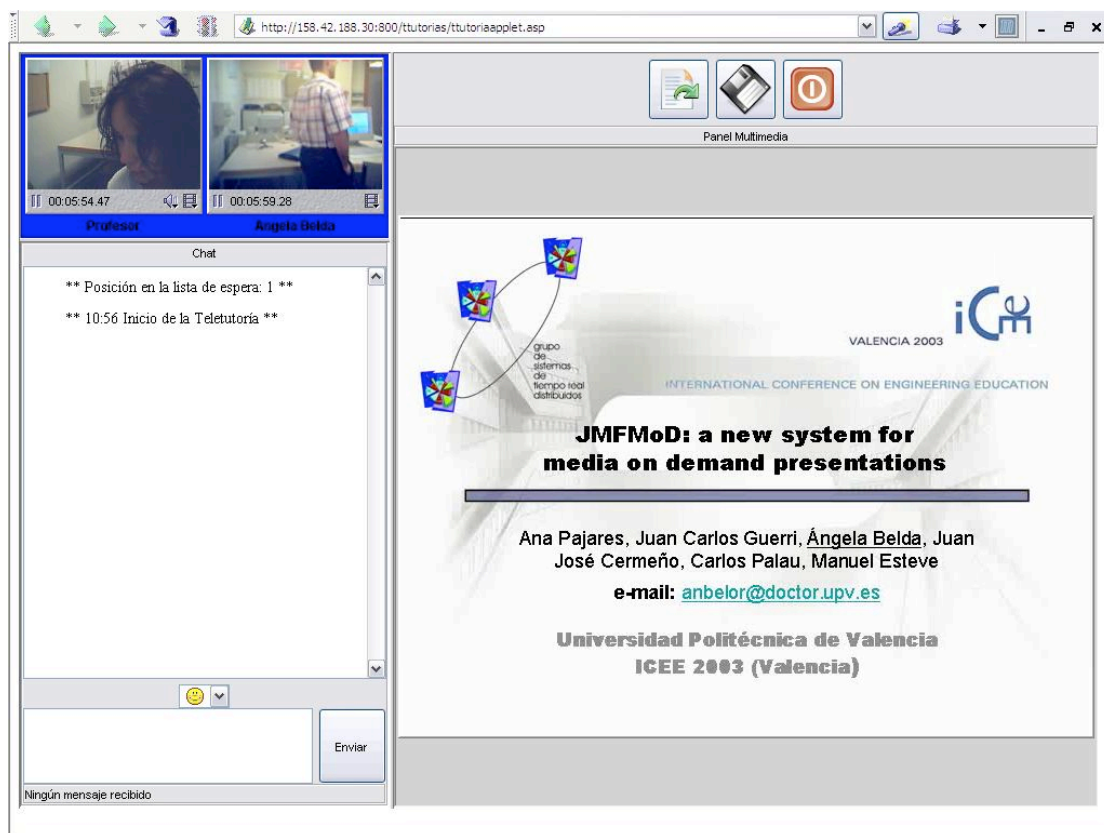 http://158.42.188.30:800/ttutorias/ttutoriaapplet.asp
00:05:54.47
00:05:59.28
Profesor
Angela Belda
Chat
** Posición en la lista de espera: 1 **
** 10:56 Inicio de la Teletutoría **
Enviar
Ningún mensaje recibido
Panel Multimedia
grupo
de
sistemas
de
tiempo real
distribuidos
iCee
VALENCIA 2003
INTERNATIONAL CONFERENCE ON ENGINEERING EDUCATION
JMFMoD: a new system for
media on demand presentations
Ana Pajares, Juan Carlos Guerri, Ángela Belda, Juan
José Cermeño, Carlos Palau, Manuel Esteve
e-mail: anbelor@doctor.upv.es
Universidad Politécnica de Valencia
ICEE 2003 (Valencia)